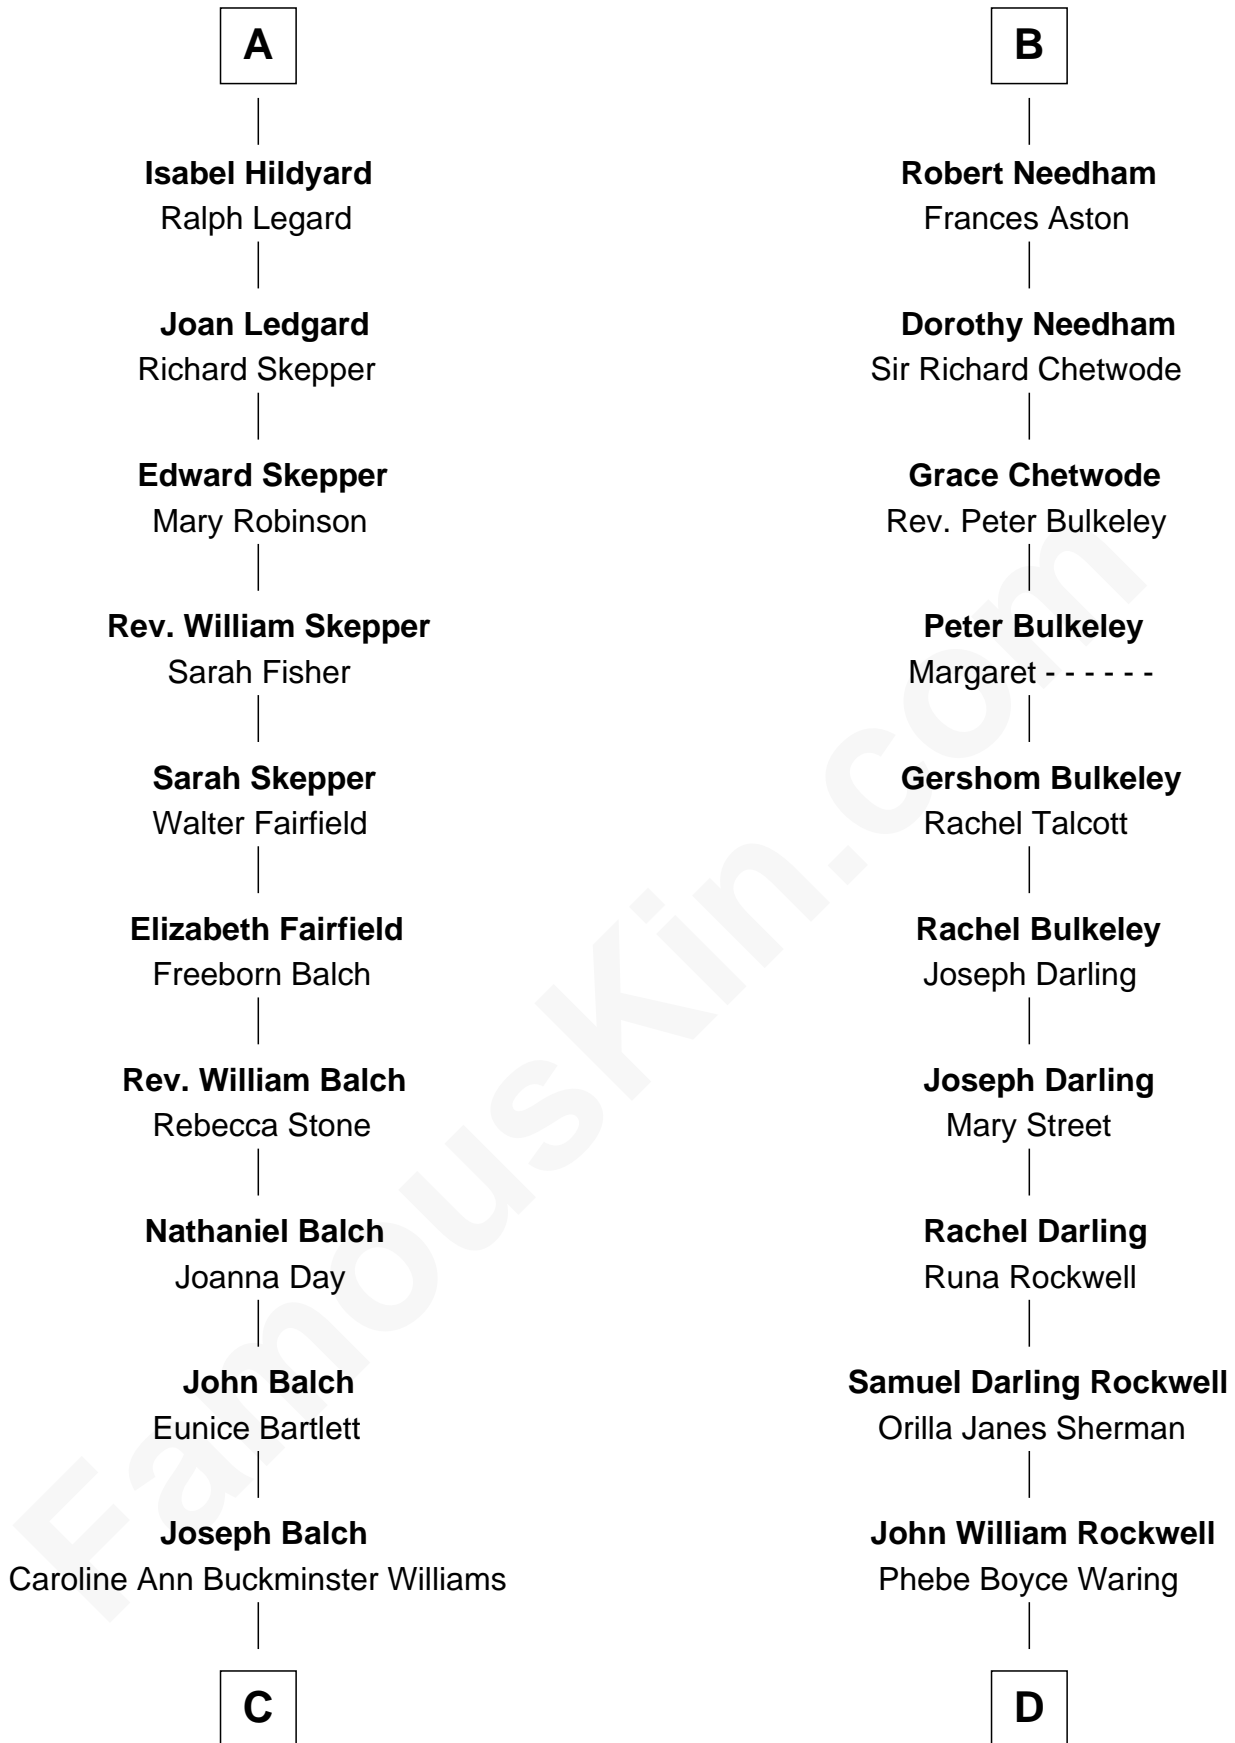 A
Isabel Hildyard
Ralph Legard
Joan Ledgard
Richard Skepper
Edward Skepper
Mary Robinson
Rev. William Skepper
Sarah Fisher
Sarah Skepper
Walter Fairfield
Elizabeth Fairfield
Freeborn Balch
Rev. William Balch
Rebecca Stone
Nathaniel Balch
Joanna Day
John Balch
Eunice Bartlett
Joseph Balch
Caroline Ann Buckminster Williams
C
B
Robert Needham
Frances Aston
Dorothy Needham
Sir Richard Chetwode
Grace Chetwode
Rev. Peter Bulkeley
Peter Bulkeley
Margaret - - - - - -
Gershom Bulkeley
Rachel Talcott
Rachel Bulkeley
Joseph Darling
Joseph Darling
Mary Street
Rachel Darling
Runa Rockwell
Samuel Darling Rockwell
Orilla Janes Sherman
John William Rockwell
Phebe Boyce Waring
D
FamousKin.com